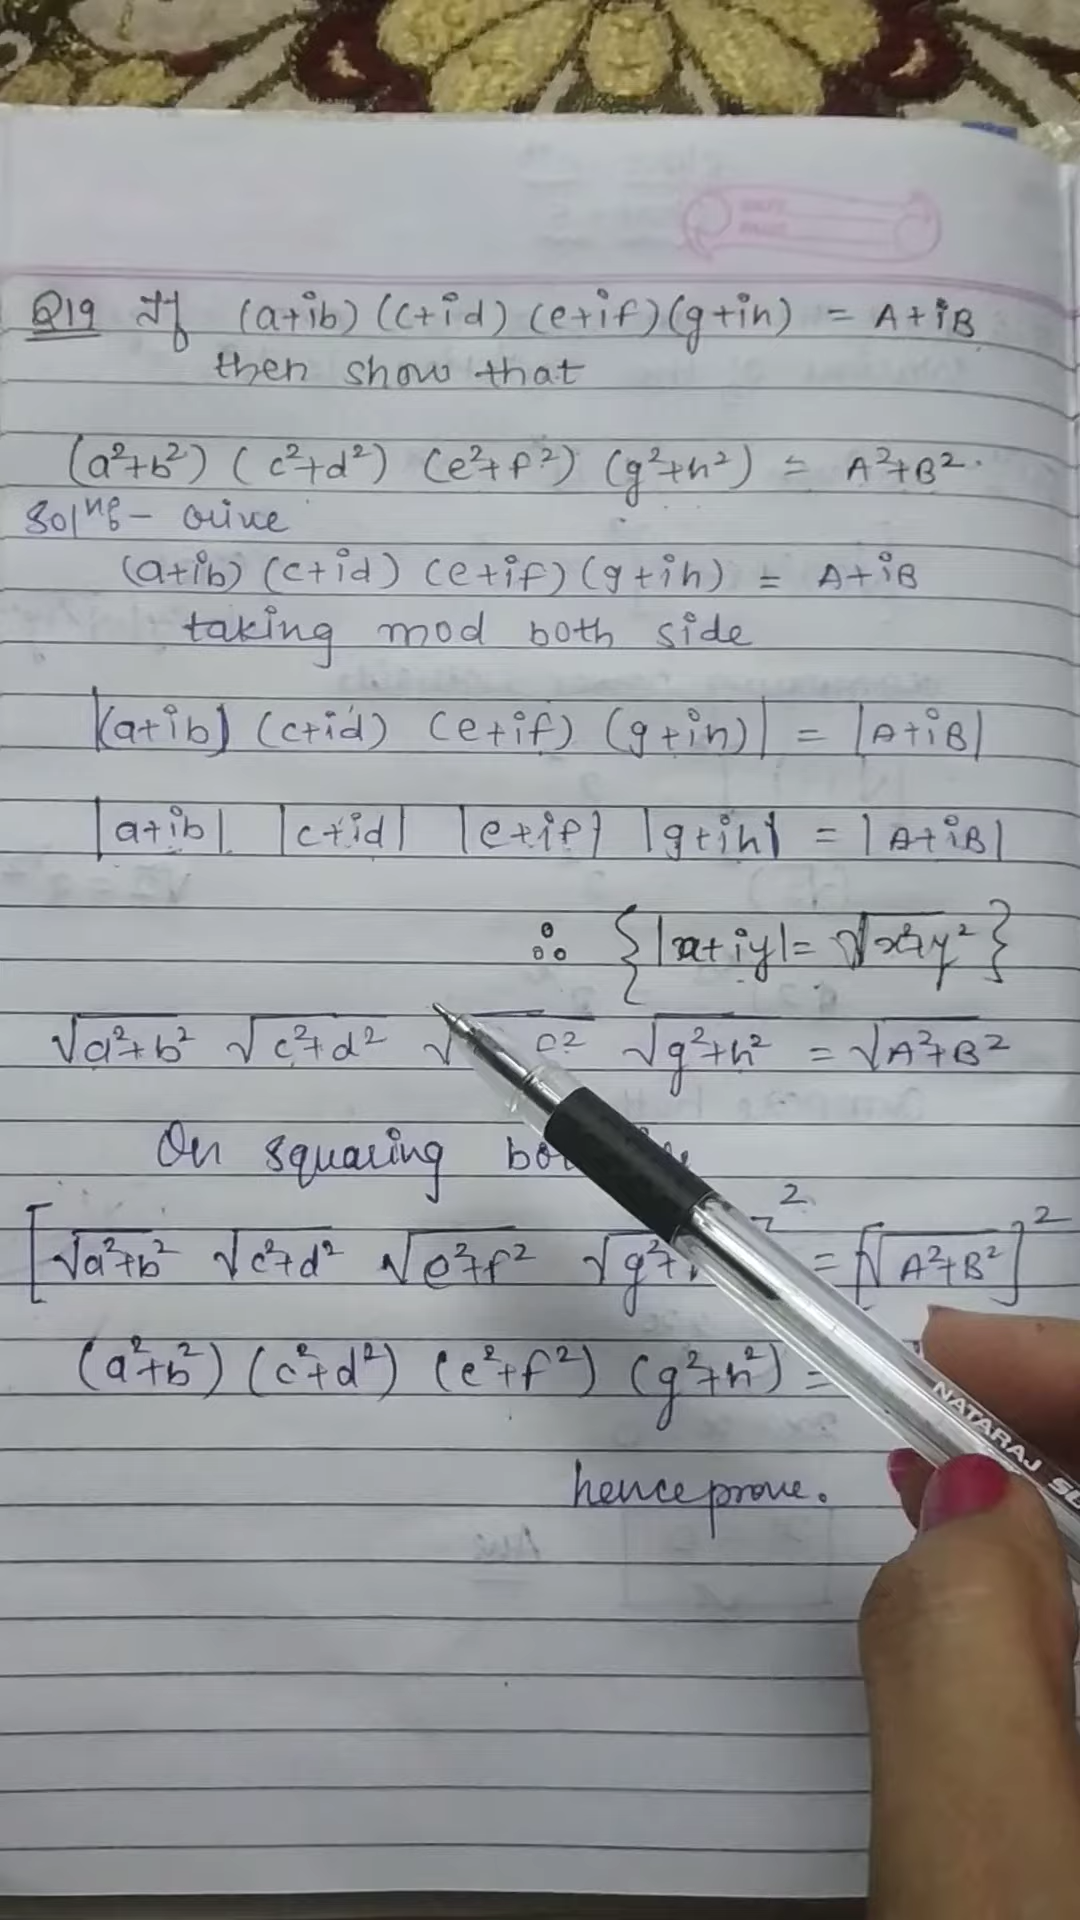 Q19 If (a+ib) (c+id) (e+if) (g+ih) = A+iB
then show that
(a²+b²) (c²+d²) (e²+f²) (g²+h²) = A²+B².
Solⁿ:- Give
(a+ib) (c+id) (e+if) (g+ih) = A+iB
taking mod both side
|(a+ib) (c+id) (e+if) (g+ih)| = |A+iB|
|a+ib| |c+id| |e+if| |g+ih| = |A+iB|
∴ {|x+iy| = √x²+y²}
√a²+b² √c²+d² √ √g²+h² = √A²+B²
On squaring
[√a²+b² √c²+d² √e²+f² √g²+ ]² = [√A²+B²]²
(a²+b²) (c²+d²) (e²+f²) (g²+h²) =
hence prove.
NATARAJ